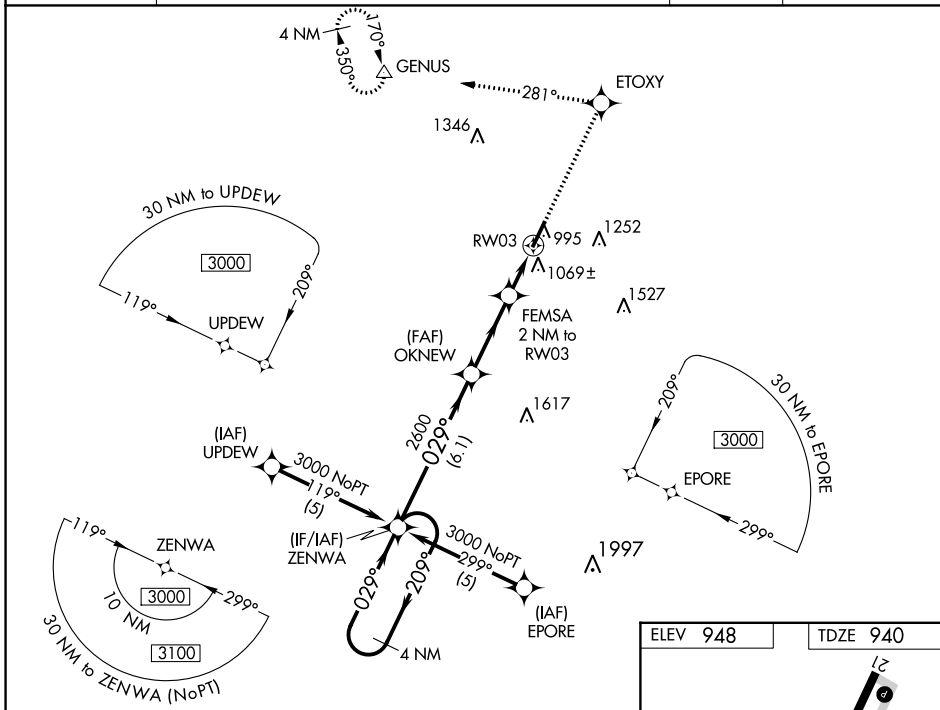 4 NM
170°
350°
GENUS
281°
ETOXY
1346
30 NM to UPDEW
3000
119°
209°
UPDEW
RW03
995
1252
1069±
1527
FEMSA
2 NM to
RW03
(FAF)
OKNEW
1617
209°
30 NM to EPORE
3000
EPORE
299°
2600
029°
(6.1)
(IAF)
UPDEW
3000 NoPT
119°
(5)
(IF/IAF)
ZENWA
3000 NoPT
299°
(5)
(IAF)
EPORE
1997
029°
209°
4 NM
119°
ZENWA
299°
3000
10 NM
3100
30 NM to ZENWA (NoPT)
ELEV 948
TDZE 940
21
P